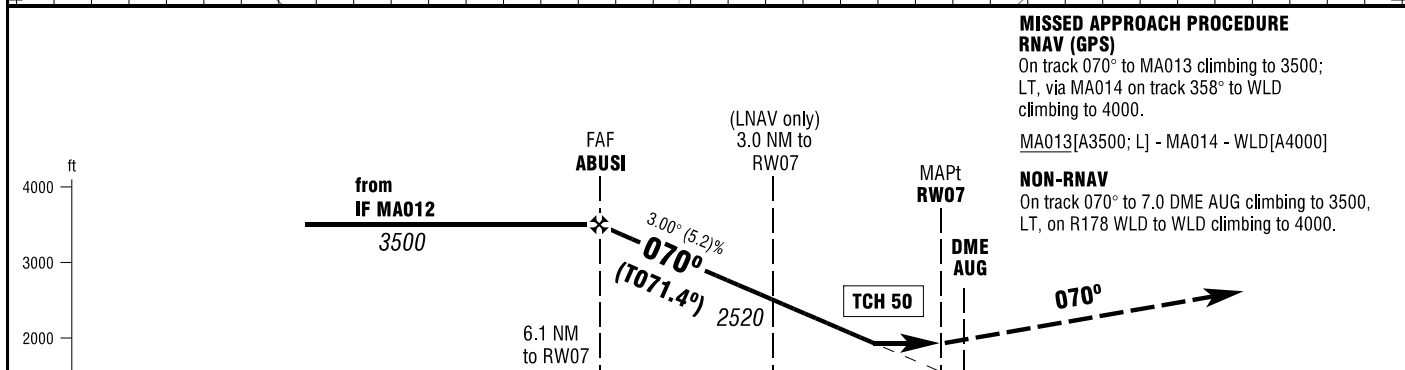 MISSED APPROACH PROCEDURE
RNAV (GPS)
On track 070° to MA013 climbing to 3500;
LT, via MA014 on track 358° to WLD
climbing to 4000.
MA013[A3500; L] - MA014 - WLD[A4000]
NON-RNAV
On track 070° to 7.0 DME AUG climbing to 3500,
LT, on R178 WLD to WLD climbing to 4000.
(LNAV only)
3.0 NM to
RW07
FAF
ABUSI
MAPt
RW07
ft
4000
from
IF MA012
3500
3.00° (5.2)%
070º
(T071.4º)
DME
AUG
3000
TCH 50
070º
2520
2000
6.1 NM
to RW07